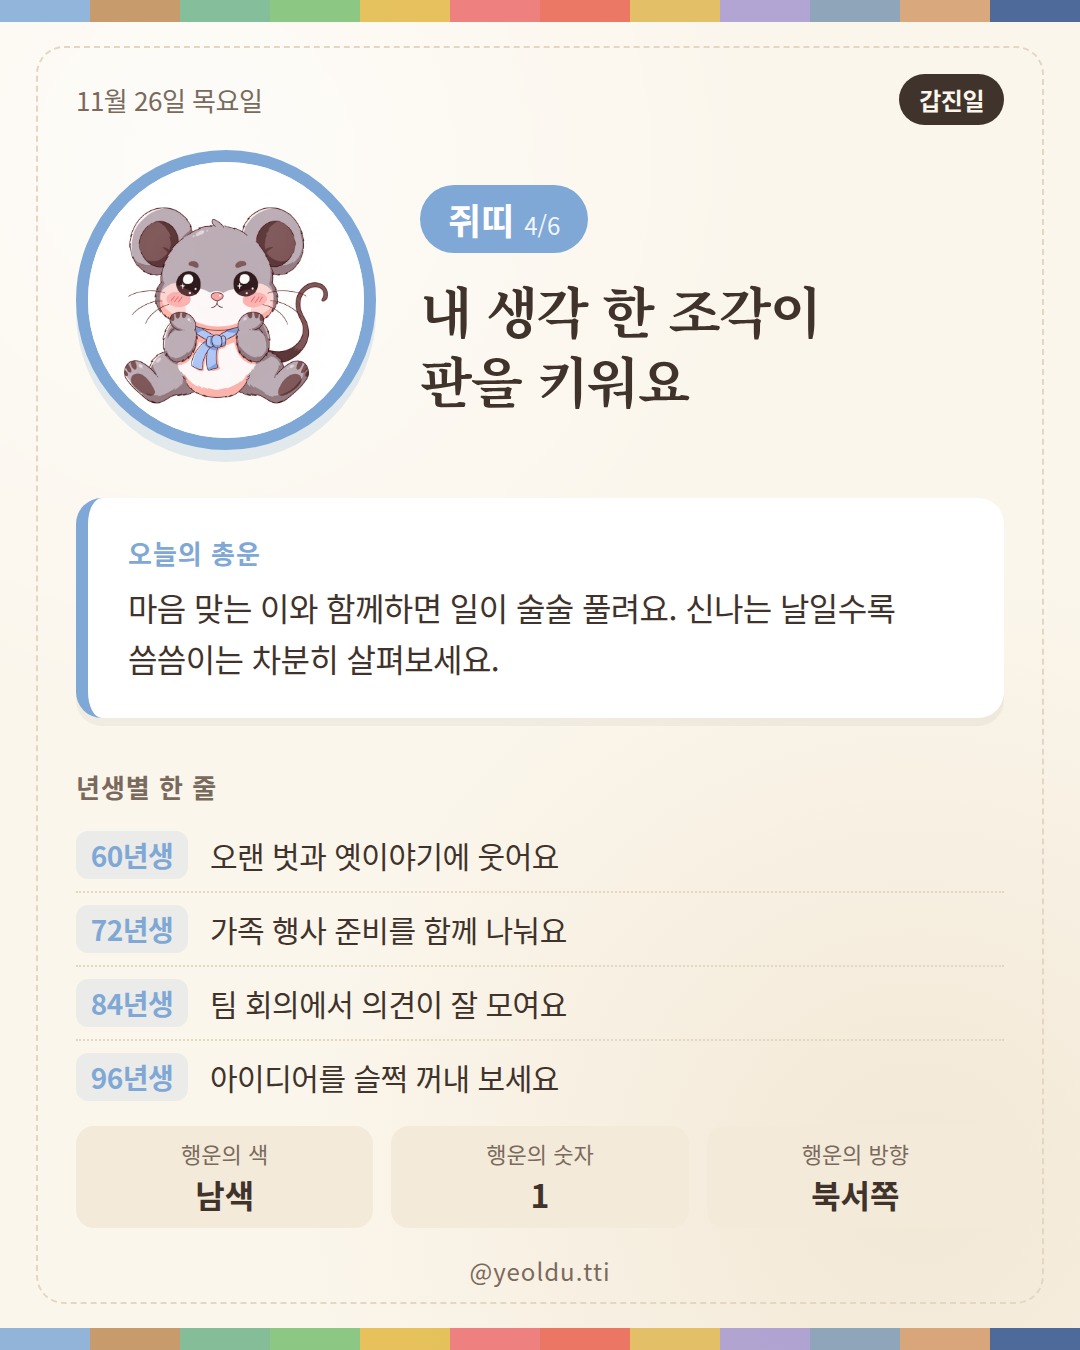 11월 26일 목요일
갑진일
쥐띠 4/6
내 생각 한 조각이
판을 키워요
오늘의 총운
마음 맞는 이와 함께하면 일이 술술 풀려요. 신나는 날일수록
씀씀이는 차분히 살펴보세요.
년생별 한 줄
60년생 오랜 벗과 옛이야기에 웃어요
72년생 가족 행사 준비를 함께 나눠요
84년생 팀 회의에서 의견이 잘 모여요
96년생 아이디어를 슬쩍 꺼내 보세요
행운의 색
남색
행운의 숫자
1
행운의 방향
북서쪽
@yeoldu.tti